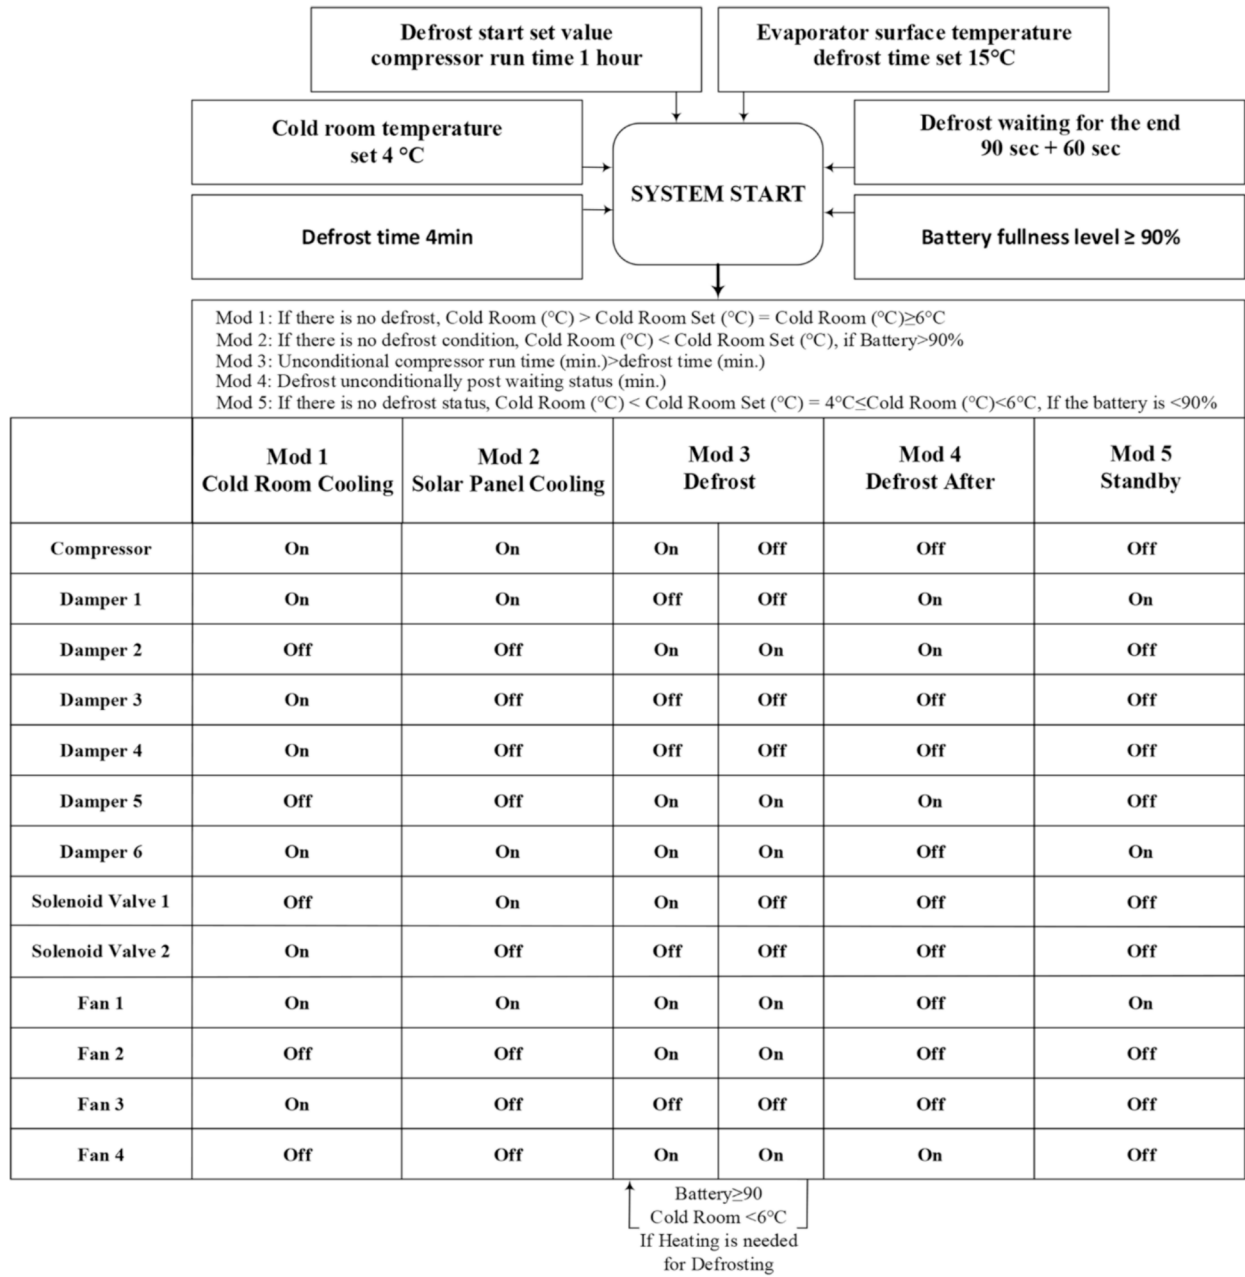 Defrost start set value
compressor run time 1 hour
Evaporator surface temperature
defrost time set 15°C
Cold room temperature
set 4 °C
Defrost waiting for the end
90 sec + 60 sec
SYSTEM START
Defrost time 4min
Battery fullness level ≥ 90%
Mod 1: If there is no defrost, Cold Room (°C) > Cold Room Set (°C) = Cold Room (°C)≥6°C
Mod 2: If there is no defrost condition, Cold Room (°C) < Cold Room Set (°C), if Battery>90%
Mod 3: Unconditional compressor run time (min.)>defrost time (min.)
Mod 4: Defrost unconditionally post waiting status (min.)
Mod 5: If there is no defrost status, Cold Room (°C) < Cold Room Set (°C) = 4°C≤Cold Room (°C)<6°C, If the battery is <90%
Mod 1 Mod 2 Mod 3 Mod 4 Mod 5
Cold Room Cooling Solar Panel Cooling Defrost Defrost After Standby
Compressor On On On Off Off Off
Damper 1 On On Off Off On On
Damper 2 Off Off On On On Off
Damper 3 On Off Off Off Off Off
Damper 4 On Off Off Off Off Off
Damper 5 Off Off On On On Off
Damper 6 On On On On Off On
Solenoid Valve 1 Off On On Off Off Off
Solenoid Valve 2 On Off Off Off Off Off
Fan 1 On On On On Off On
Fan 2 Off Off On On Off Off
Fan 3 On Off Off Off Off Off
Fan 4 Off Off On On On Off
Battery≥90
Cold Room <6°C
If Heating is needed
for Defrosting